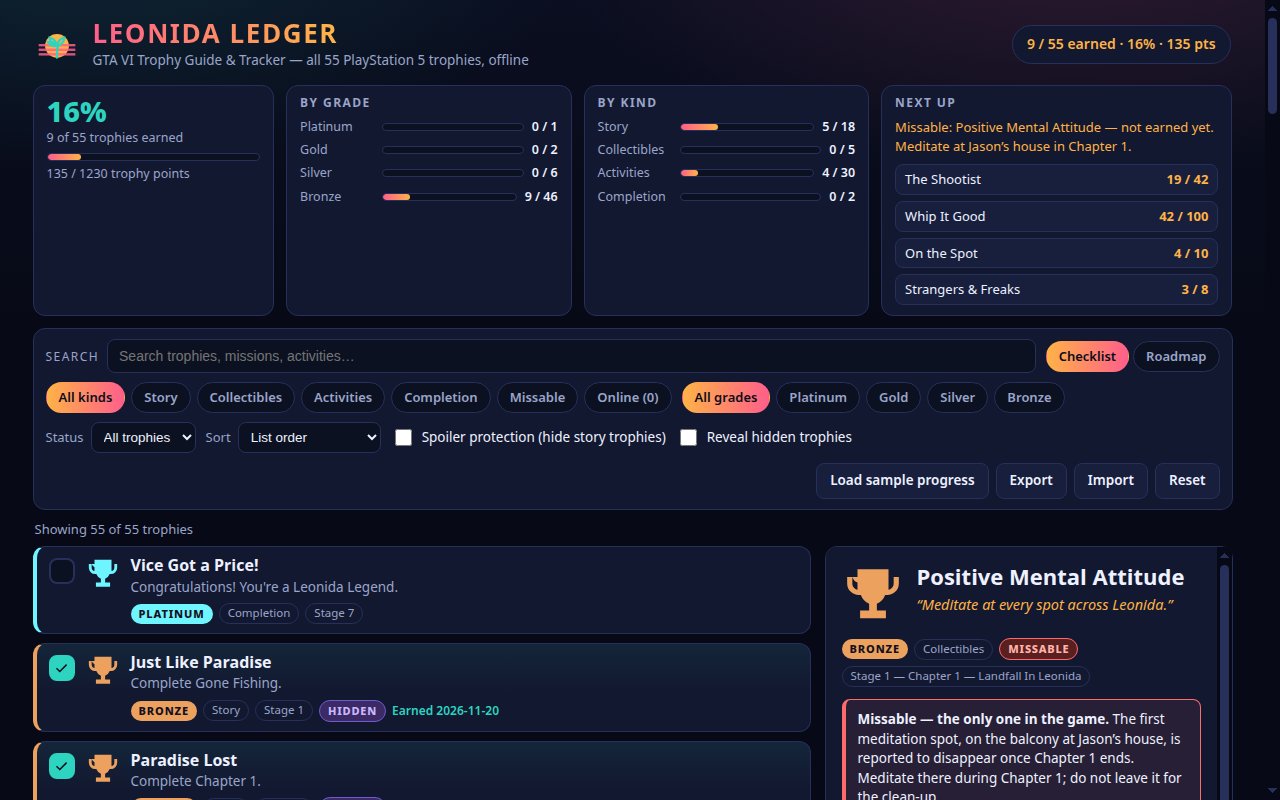 LEONIDA LEDGER
GTA VI Trophy Guide & Tracker — all 55 PlayStation 5 trophies, offline
9 / 55 earned · 16% · 135 pts
16%
9 of 55 trophies earned
135 / 1230 trophy points
BY GRADE
Platinum 0 / 1
Gold 0 / 2
Silver 0 / 6
Bronze 9 / 46
BY KIND
Story 5 / 18
Collectibles 0 / 5
Activities 4 / 30
Completion 0 / 2
NEXT UP
Missable: Positive Mental Attitude — not earned yet.
Meditate at Jason’s house in Chapter 1.
The Shootist 19 / 42
Whip It Good 42 / 100
On the Spot 4 / 10
Strangers & Freaks 3 / 8
SEARCH Search trophies, missions, activities… Checklist Roadmap
All kinds Story Collectibles Activities Completion Missable Online (0) All grades Platinum Gold Silver Bronze
Status All trophies Sort List order Spoiler protection (hide story trophies) Reveal hidden trophies
Load sample progress Export Import Reset
Showing 55 of 55 trophies
Vice Got a Price!
Congratulations! You're a Leonida Legend.
PLATINUM Completion Stage 7
Just Like Paradise
Complete Gone Fishing.
BRONZE Story Stage 1 HIDDEN Earned 2026-11-20
Paradise Lost
Complete Chapter 1.
Positive Mental Attitude
“Meditate at every spot across Leonida.”
BRONZE Collectibles MISSABLE
Stage 1 — Chapter 1 — Landfall In Leonida
Missable — the only one in the game. The first
meditation spot, on the balcony at Jason’s house, is
reported to disappear once Chapter 1 ends.
Meditate there during Chapter 1; do not leave it for
the clean-up.